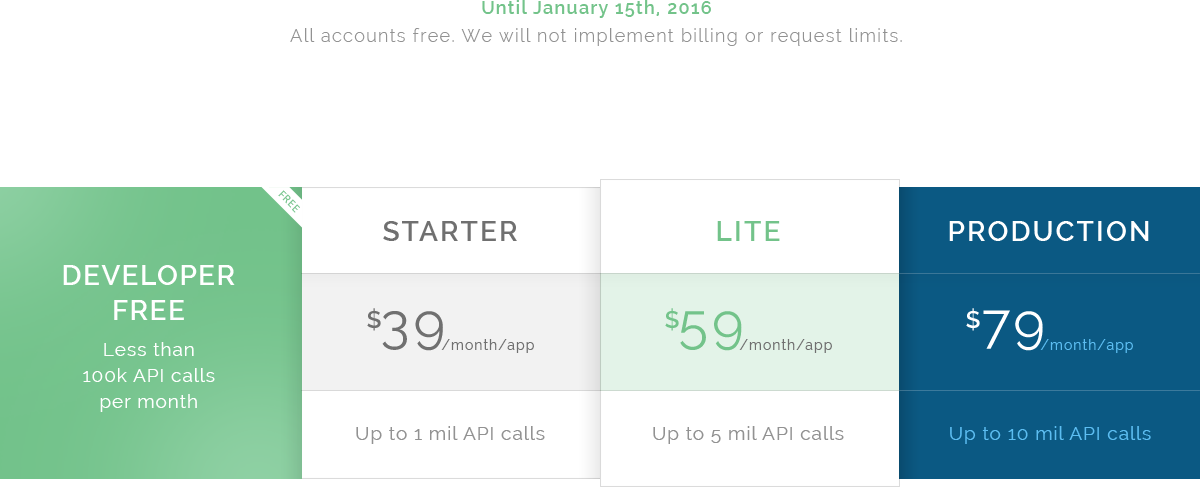 Until January 15th, 2016
All accounts free. We will not implement billing or request limits.
FREE
DEVELOPER
FREE
Less than
100k API calls
per month
STARTER
$39/month/app
Up to 1 mil API calls
LITE
$59/month/app
Up to 5 mil API calls
PRODUCTION
$79/month/app
Up to 10 mil API calls